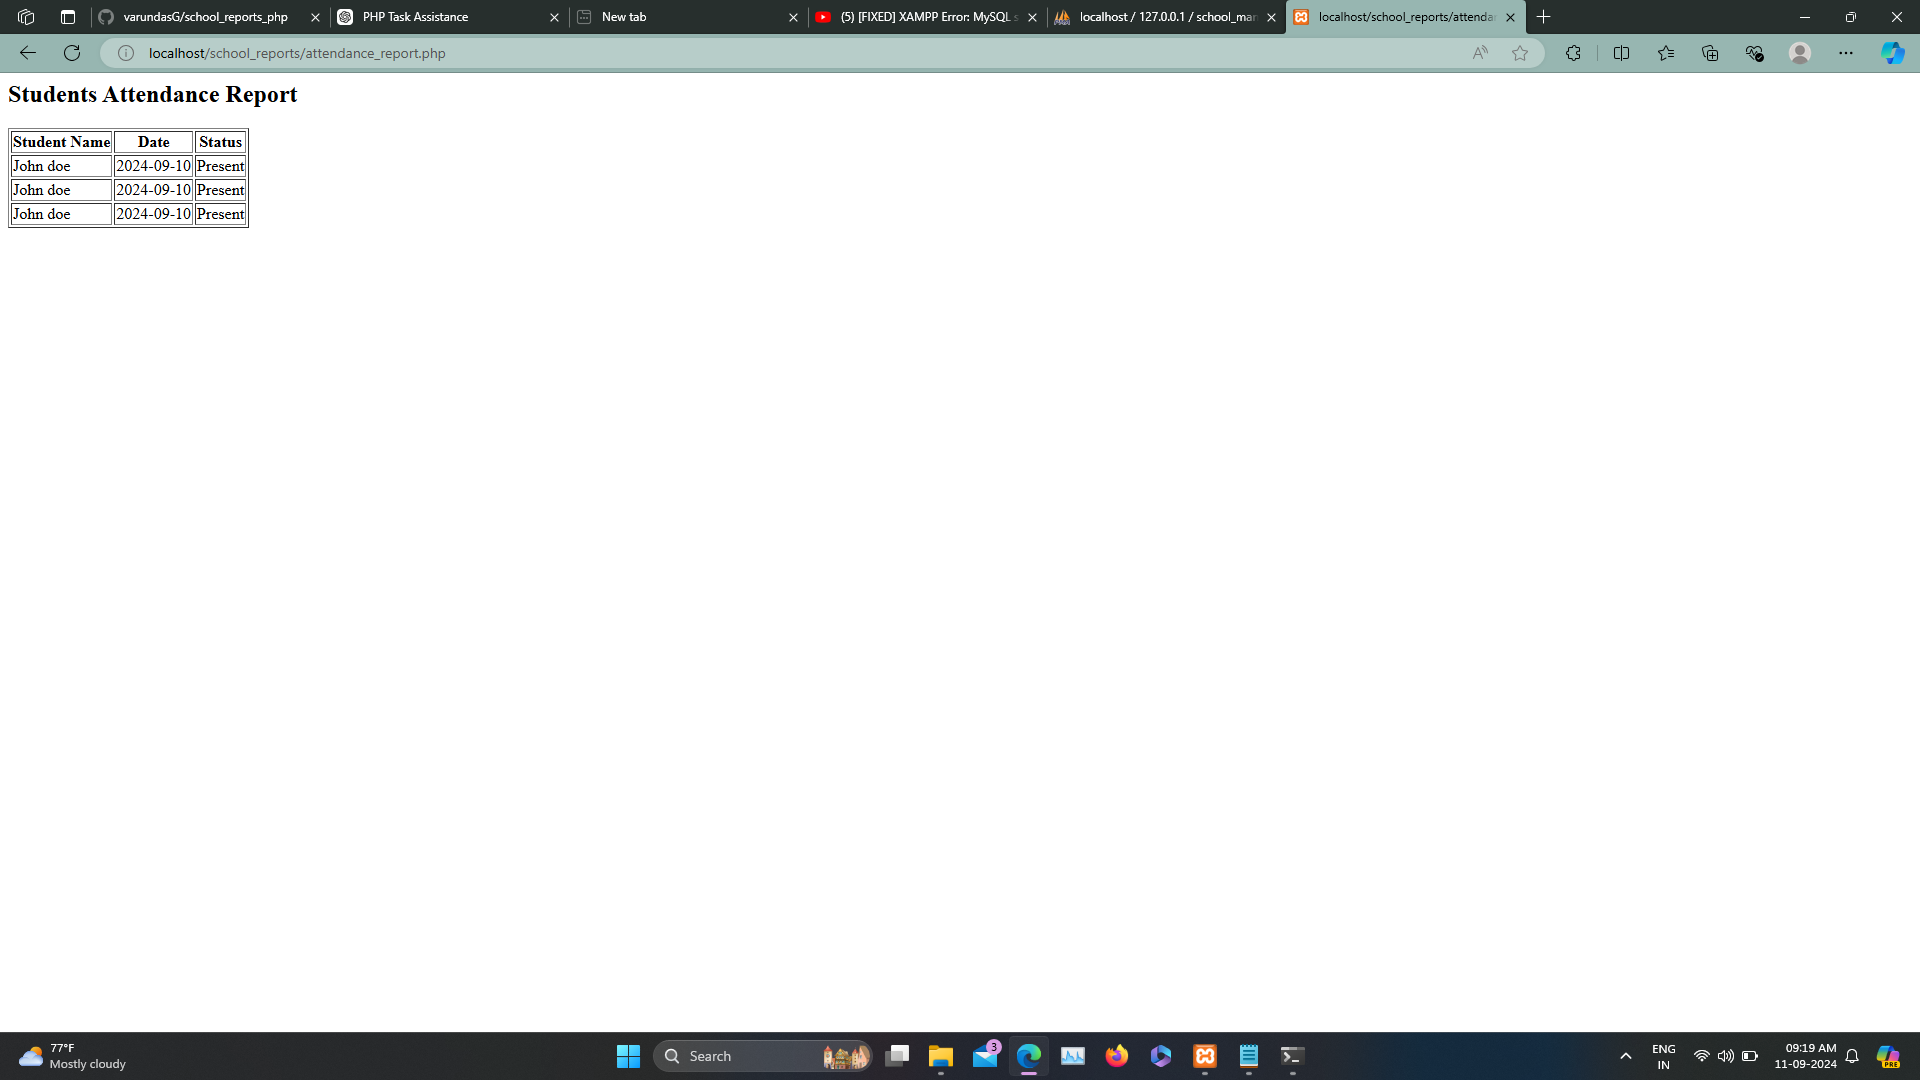 varundasG/school_reports_php
PHP Task Assistance
New tab
(5) [FIXED] XAMPP Error: MySQL s
localhost / 127.0.0.1 / school_mar
localhost/school_reports/attendan
localhost/school_reports/attendance_report.php
Students Attendance Report
Student Name Date Status
John doe 2024-09-10 Present
John doe 2024-09-10 Present
John doe 2024-09-10 Present
77°F
Mostly cloudy
Search
3
ENG
IN
09:19 AM
11-09-2024
PRE